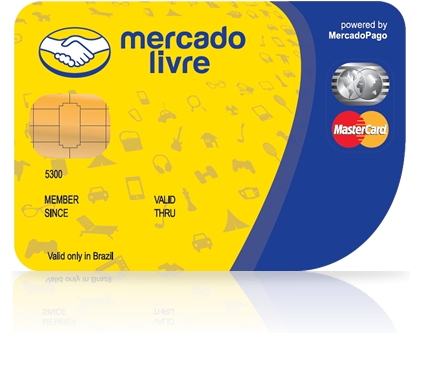 mercado
livre
powered by
MercadoPago
MasterCard
5300
MEMBER
SINCE
VALID
THRU
Valid only in Brazil